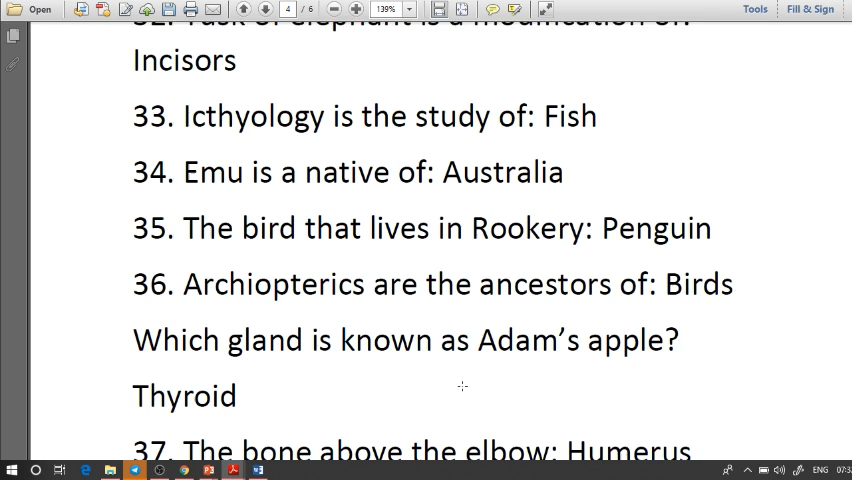 Open
4 / 6
139%
Tools
Fill & Sign
32. Tusk of elephant is a modification of:
Incisors
33. Icthyology is the study of: Fish
34. Emu is a native of: Australia
35. The bird that lives in Rookery: Penguin
36. Archiopterics are the ancestors of: Birds
Which gland is known as Adam’s apple?
Thyroid
37. The bone above the elbow: Humerus
ENG